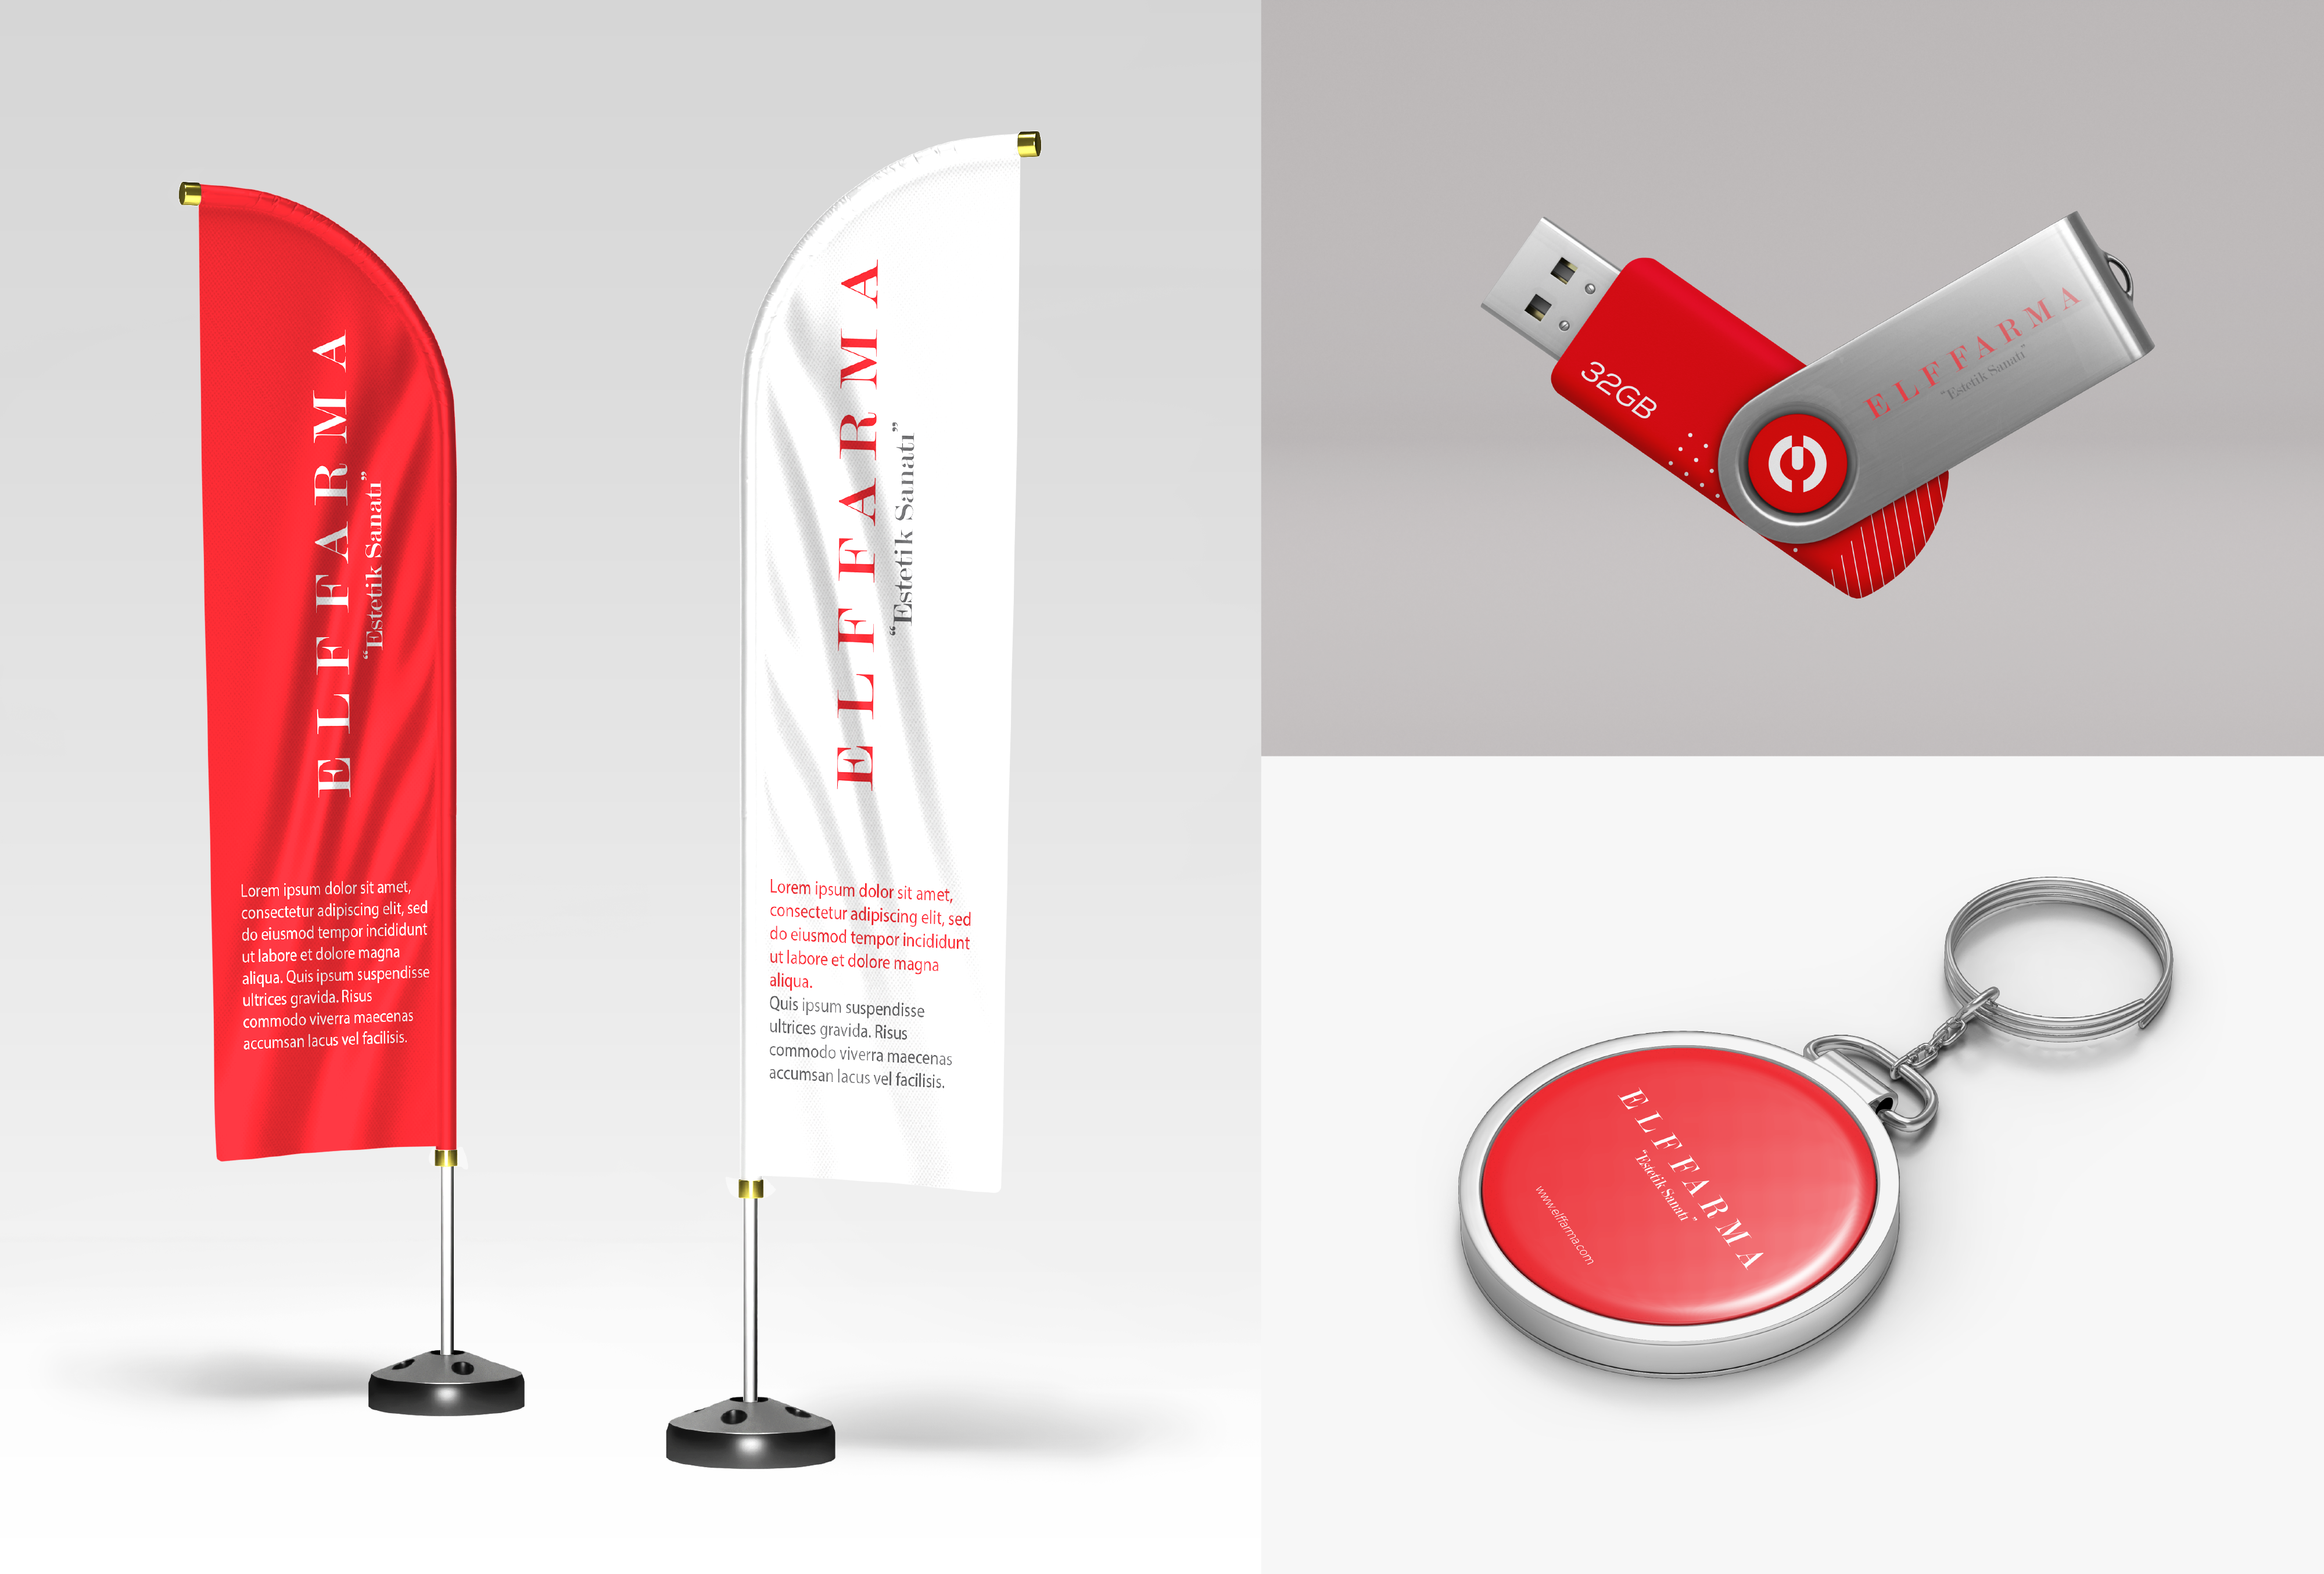 ELFFARMA
“Estetik Sanatı”
Lorem ipsum dolor sit amet,
consectetur adipiscing elit, sed
do eiusmod tempor incididunt
ut labore et dolore magna
aliqua. Quis ipsum suspendisse
ultrices gravida. Risus
commodo viverra maecenas
accumsan lacus vel facilisis.
ELFFARMA
“Estetik Sanatı”
Lorem ipsum dolor sit amet,
consectetur adipiscing elit, sed
do eiusmod tempor incididunt
ut labore et dolore magna
aliqua.
Quis ipsum suspendisse
ultrices gravida. Risus
commodo viverra maecenas
accumsan lacus vel facilisis.
32GB
ELFFARMA
“Estetik Sanatı”
ELFFARMA
“Estetik Sanatı”
www.elffarma.com